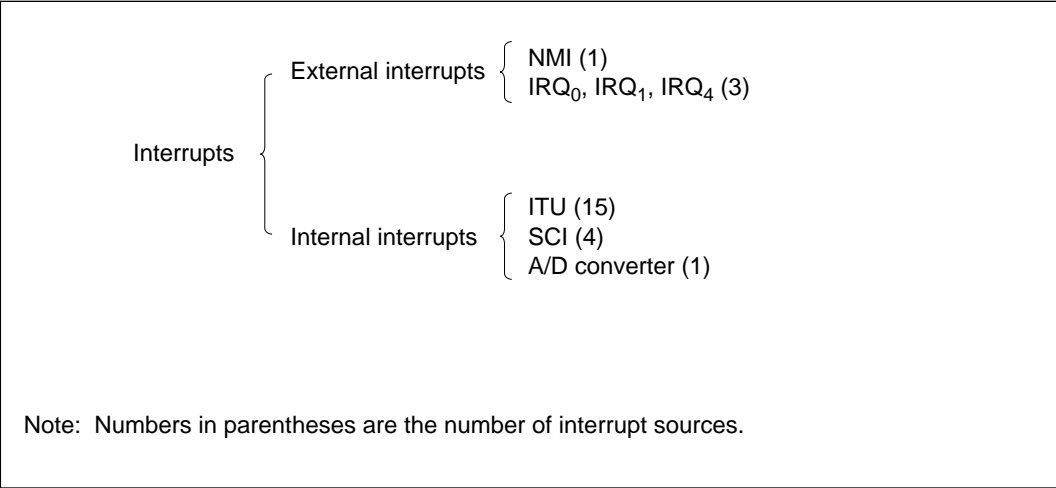 External interrupts
NMI (1)
IRQ0, IRQ1, IRQ4 (3)
Interrupts
Internal interrupts
ITU (15)
SCI (4)
A/D converter (1)
Note: Numbers in parentheses are the number of interrupt sources.